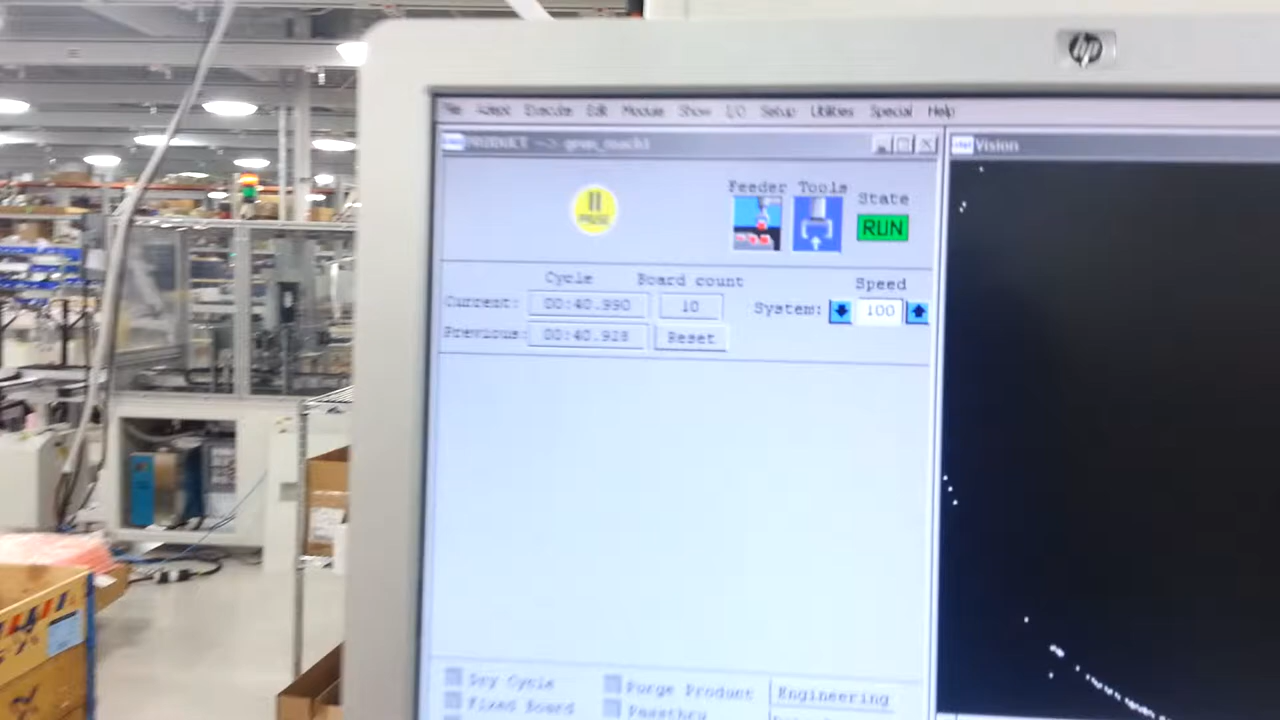 hp
File Adept Execute Edit Module Show I/O Setup Utilities Special Help
PRODUCT -->
Vision
Feeder Tools State
RUN
Cycle Board count Speed
Current: 00:40.990 10 System: 100
Previous: 00:40.928 Reset
Dry Cycle Purge Product Engineering
Fixed Board Passthru